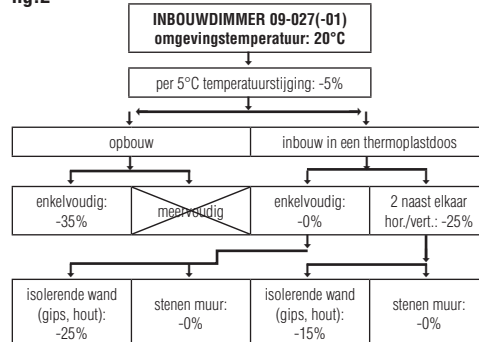 fig.2
INBOUWDIMMER 09-027(-01)
omgevingstemperatuur: 20°C
per 5°C temperatuurstijging: -5%
opbouw
inbouw in een thermoplastdoos
enkelvoudig:
-35%
meervoudig
enkelvoudig:
-0%
2 naast elkaar
hor./vert.: -25%
isolerende wand
(gips, hout):
-25%
stenen muur:
-0%
isolerende wand
(gips, hout):
-15%
stenen muur:
-0%